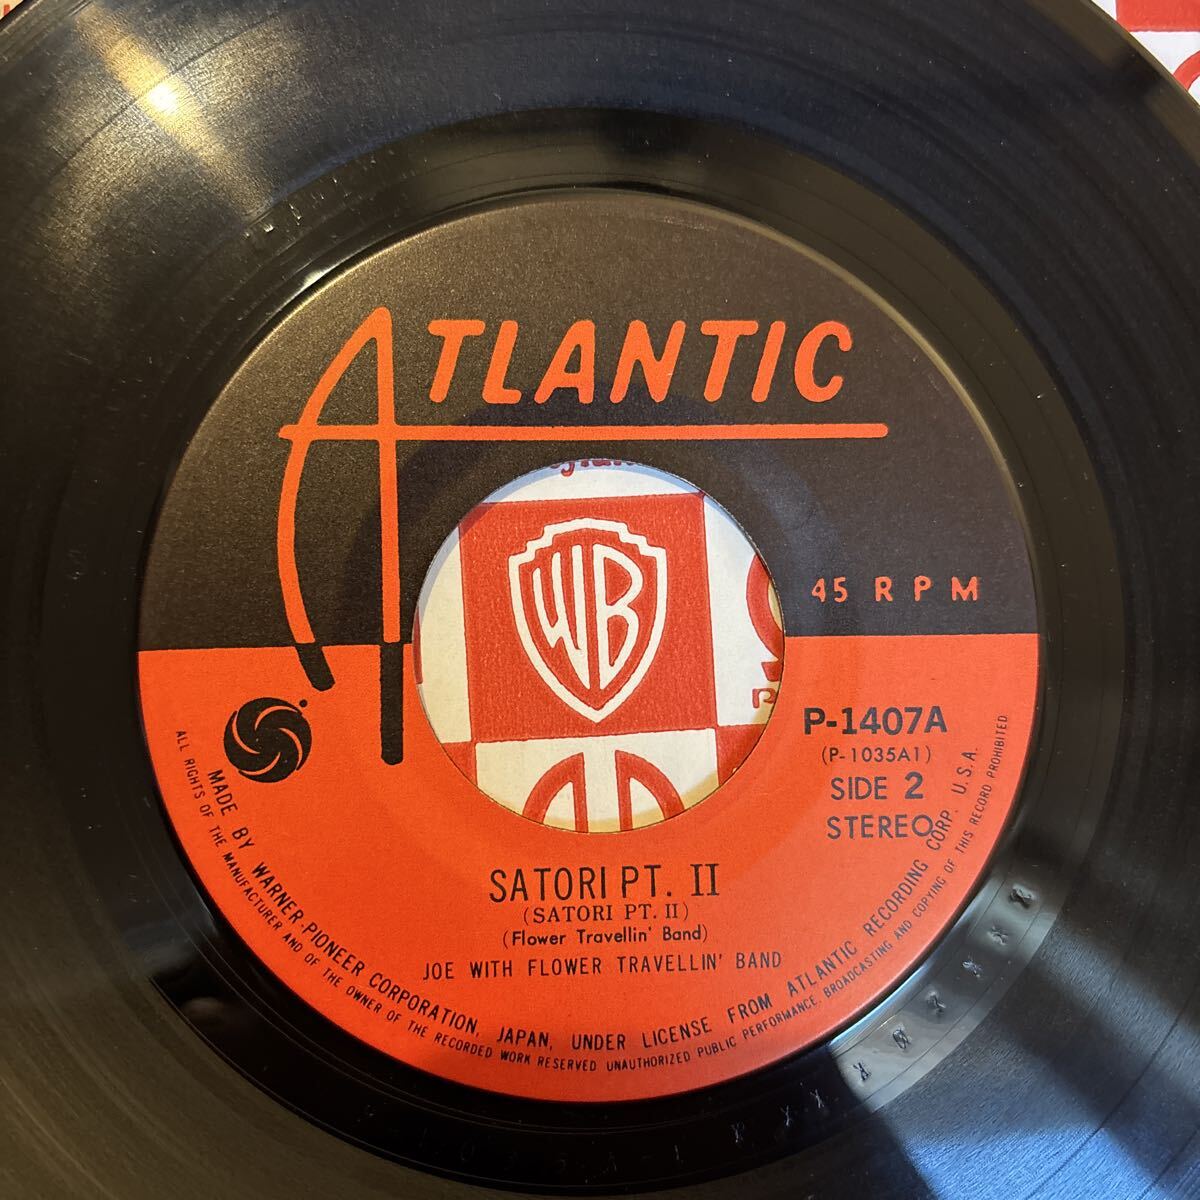 ATLANTIC
WB
45 RPM
P-1407A
(P-1035A1)
SIDE 2
STEREO
SATORI PT. II
(SATORI PT. II)
(Flower Travellin' Band)
JOE WITH FLOWER TRAVELLIN' BAND
MADE BY WARNER-PIONEER CORPORATION, JAPAN, UNDER LICENSE FROM ATLANTIC RECORDING CORP. U.S.A.
ALL RIGHTS OF THE MANUFACTURER AND OF THE OWNER OF THE RECORDED WORK RESERVED UNAUTHORIZED PUBLIC PERFORMANCE, BROADCASTING AND COPYING OF THIS RECORD PROHIBITED